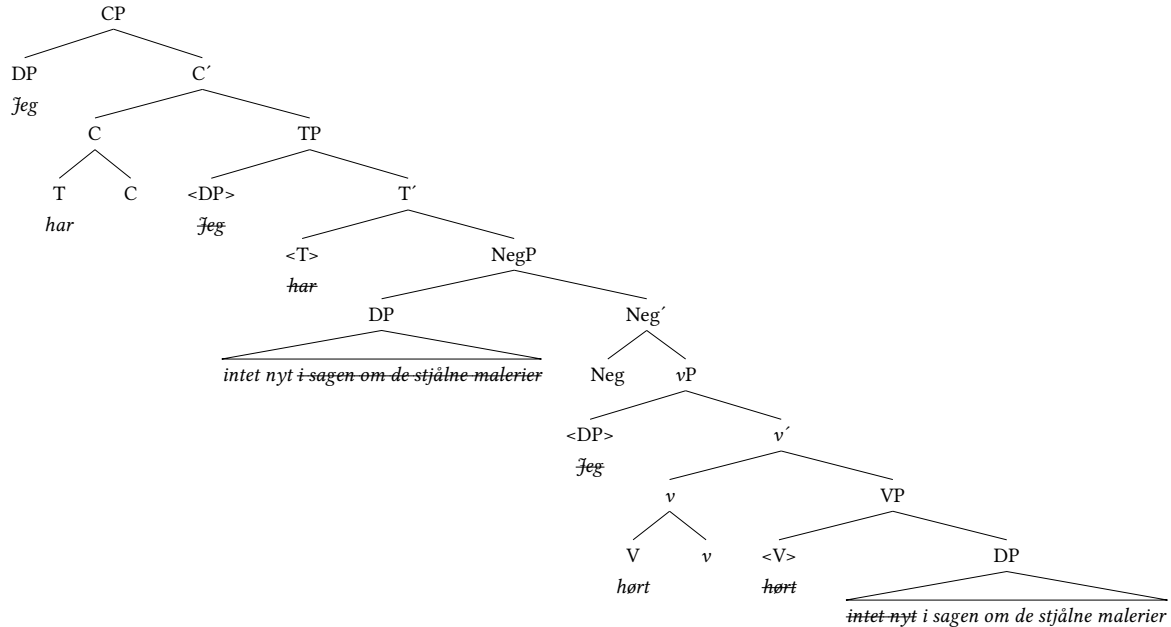 CP
DP C´
Jeg
C TP
T C <DP> T´
har Jeg
<T> NegP
har
DP Neg´
intet nyt i sagen om de stjålne malerier Neg vP
<DP> v´
Jeg
v VP
V v <V> DP
hørt hørt
intet nyt i sagen om de stjålne malerier